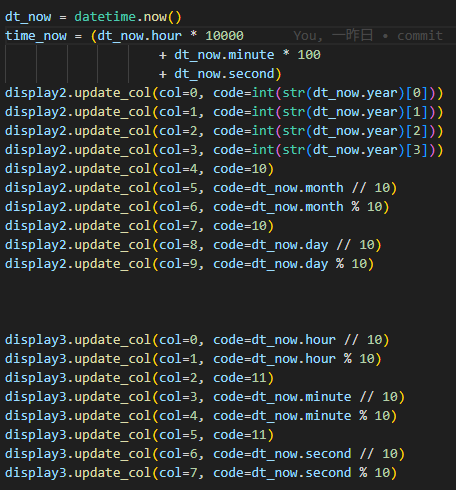 dt_now = datetime.now()
time_now = (dt_now.hour * 10000 You, 一昨日 • commit
+ dt_now.minute * 100
+ dt_now.second)
display2.update_col(col=0, code=int(str(dt_now.year)[0]))
display2.update_col(col=1, code=int(str(dt_now.year)[1]))
display2.update_col(col=2, code=int(str(dt_now.year)[2]))
display2.update_col(col=3, code=int(str(dt_now.year)[3]))
display2.update_col(col=4, code=10)
display2.update_col(col=5, code=dt_now.month // 10)
display2.update_col(col=6, code=dt_now.month % 10)
display2.update_col(col=7, code=10)
display2.update_col(col=8, code=dt_now.day // 10)
display2.update_col(col=9, code=dt_now.day % 10)
display3.update_col(col=0, code=dt_now.hour // 10)
display3.update_col(col=1, code=dt_now.hour % 10)
display3.update_col(col=2, code=11)
display3.update_col(col=3, code=dt_now.minute // 10)
display3.update_col(col=4, code=dt_now.minute % 10)
display3.update_col(col=5, code=11)
display3.update_col(col=6, code=dt_now.second // 10)
display3.update_col(col=7, code=dt_now.second % 10)